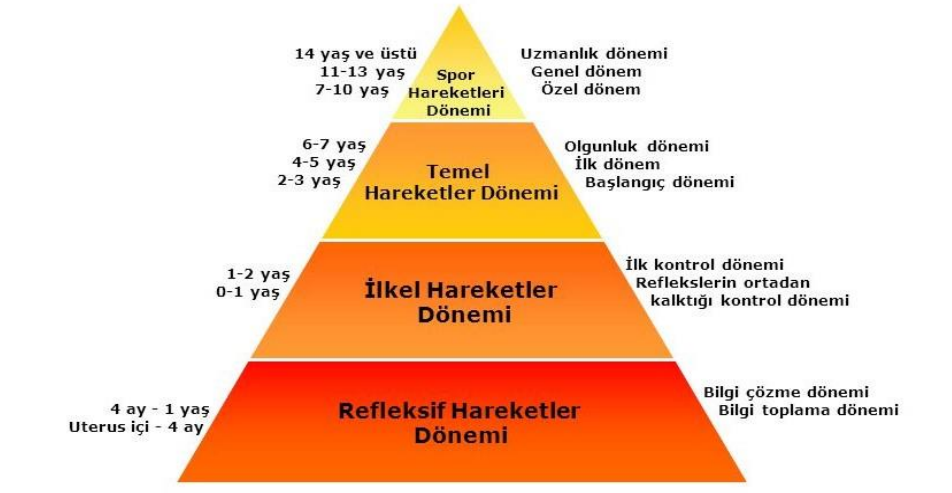 14 yaş ve üstü
11-13 yaş
7-10 yaş
Spor
Hareketleri
Dönemi
Uzmanlık dönemi
Genel dönem
Özel dönem
6-7 yaş
4-5 yaş
2-3 yaş
Temel
Hareketler Dönemi
Olgunluk dönemi
İlk dönem
Başlangıç dönemi
1-2 yaş
0-1 yaş
İlkel Hareketler
Dönemi
İlk kontrol dönemi
Reflekslerin ortadan
kalktığı kontrol dönemi
4 ay - 1 yaş
Uterus içi - 4 ay
Refleksif Hareketler
Dönemi
Bilgi çözme dönemi
Bilgi toplama dönemi